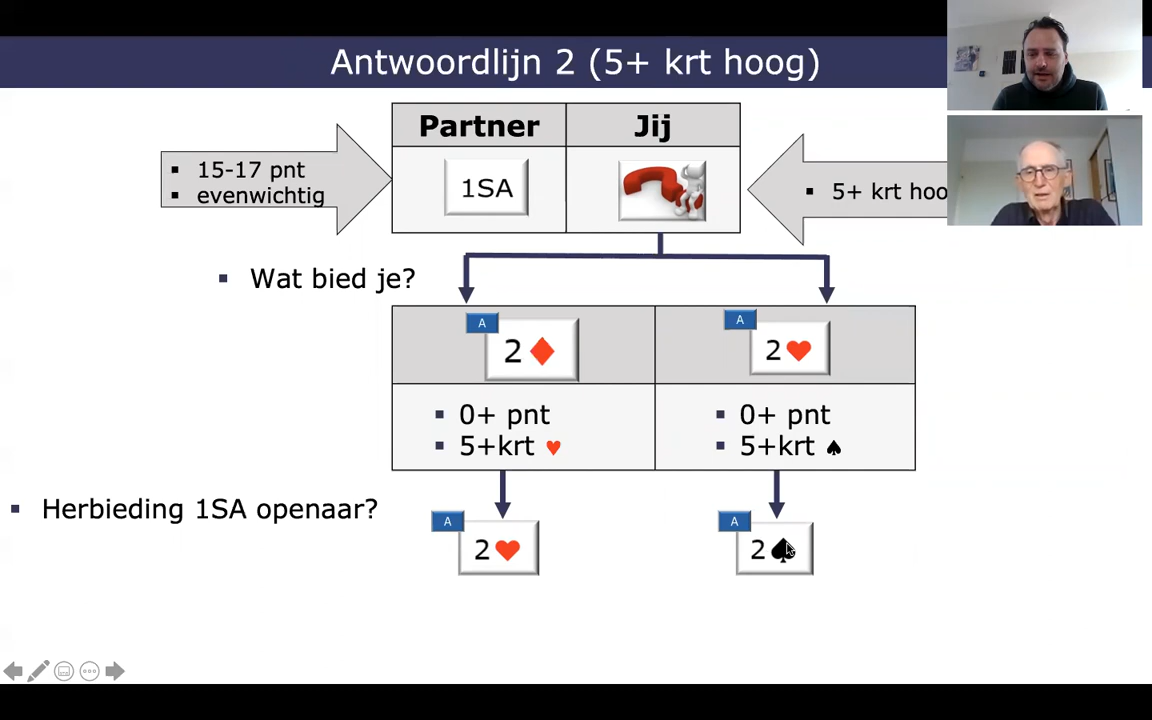 Antwoordlijn 2 (5+ krt hoog)
Partner Jij
15-17 pnt
evenwichtig
1SA
5+ krt hoo
Wat bied je?
A
2♦
A
2♥
0+ pnt
5+krt ♥
0+ pnt
5+krt ♠
Herbieding 1SA openaar?
A
2♥
A
2♠